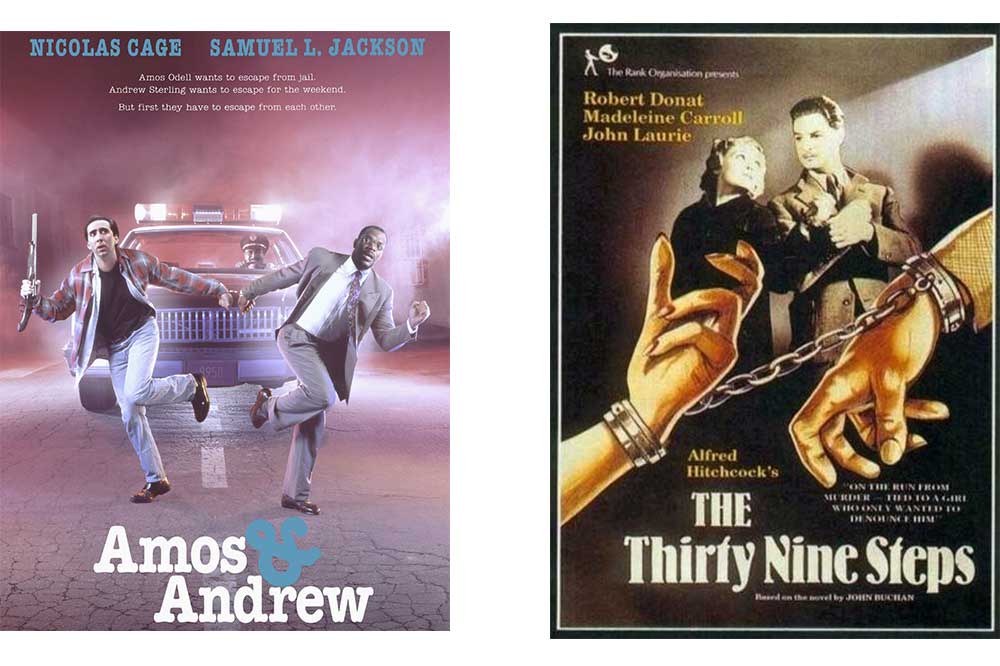 NICOLAS CAGE SAMUEL L. JACKSON
Amos Odell wants to escape from jail.
Andrew Sterling wants to escape for the weekend.
But first they have to escape from each other.
Amos &
Andrew
The Rank Organisation presents
Robert Donat
Madeleine Carroll
John Laurie
Alfred
Hitchcock's
"ON THE RUN FROM
MURDER — TIED TO A GIRL
WHO ONLY WANTED TO
DENOUNCE HIM"
THE
Thirty Nine Steps
Based on the novel by JOHN BUCHAN